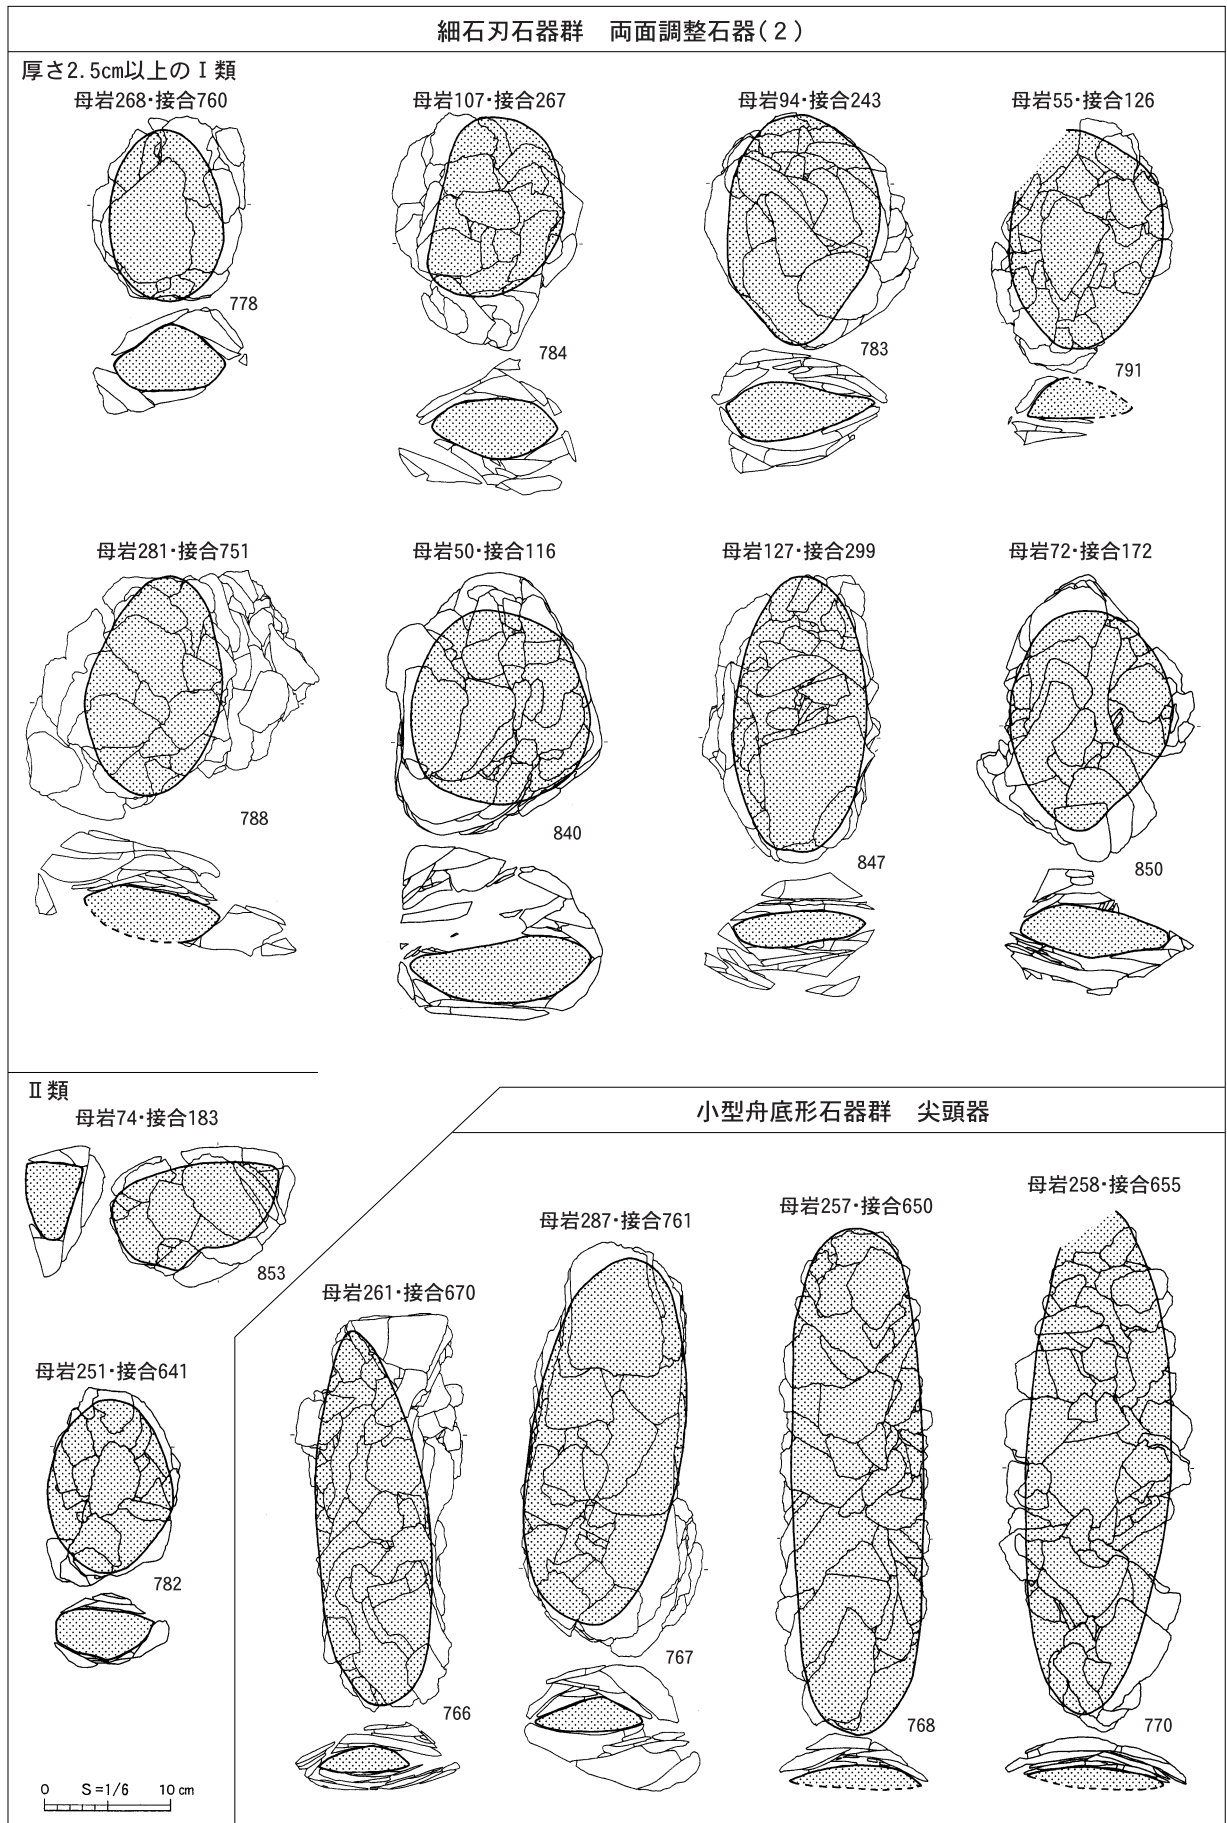 細石刃石器群　両面調整石器(2)
厚さ2.5cm以上のⅠ類
母岩268・接合760
母岩107・接合267
母岩94・接合243
母岩55・接合126
778
784
783
791
母岩281・接合751
母岩50・接合116
母岩127・接合299
母岩72・接合172
788
840
847
850
Ⅱ類
母岩74・接合183
853
母岩251・接合641
782
小型舟底形石器群　尖頭器
母岩261・接合670
母岩287・接合761
母岩257・接合650
母岩258・接合655
766
767
768
770
0 S=1/6 10cm